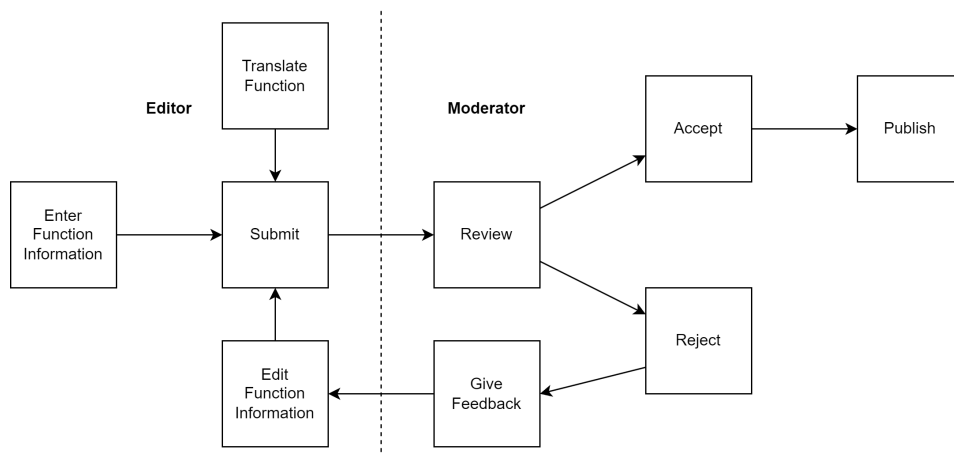 Translate
Function
Editor
Moderator
Accept
Publish
Enter
Function
Information
Submit
Review
Reject
Edit
Function
Information
Give
Feedback